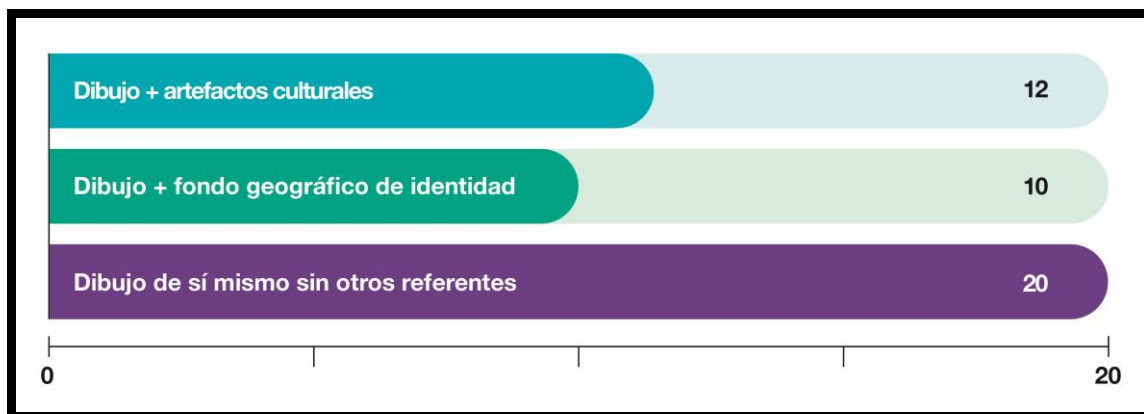 Dibujo + artefactos culturales 12
Dibujo + fondo geográfico de identidad 10
Dibujo de sí mismo sin otros referentes 20
0 20